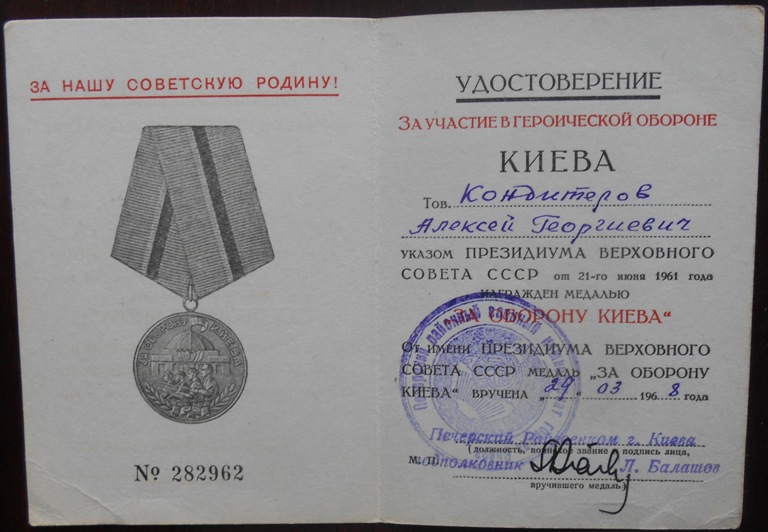 ЗА НАШУ СОВЕТСКУЮ РОДИНУ!
ЗА ОБОРОНУ КИЕВА
№ 282962
УДОСТОВЕРЕНИЕ
ЗА УЧАСТИЕ В ГЕРОИЧЕСКОЙ ОБОРОНЕ
КИЕВА
Тов. Кондитеров
Алексей Георгиевич
УКАЗОМ ПРЕЗИДИУМА ВЕРХОВНОГО
СОВЕТА СССР от 21-го июня 1961 года
НАГРАЖДЕН МЕДАЛЬЮ
"ЗА ОБОРОНУ КИЕВА"
От имени ПРЕЗИДИУМА ВЕРХОВНОГО
СОВЕТА СССР медаль „ЗА ОБОРОНУ
КИЕВА" вручена „29" 03 1968 года
Печерский Райвоенком г. Киева
(должность, воинское звание и подпись лица,
М. П. подполковник Л. Балашов
вручившего медаль)
районный военный